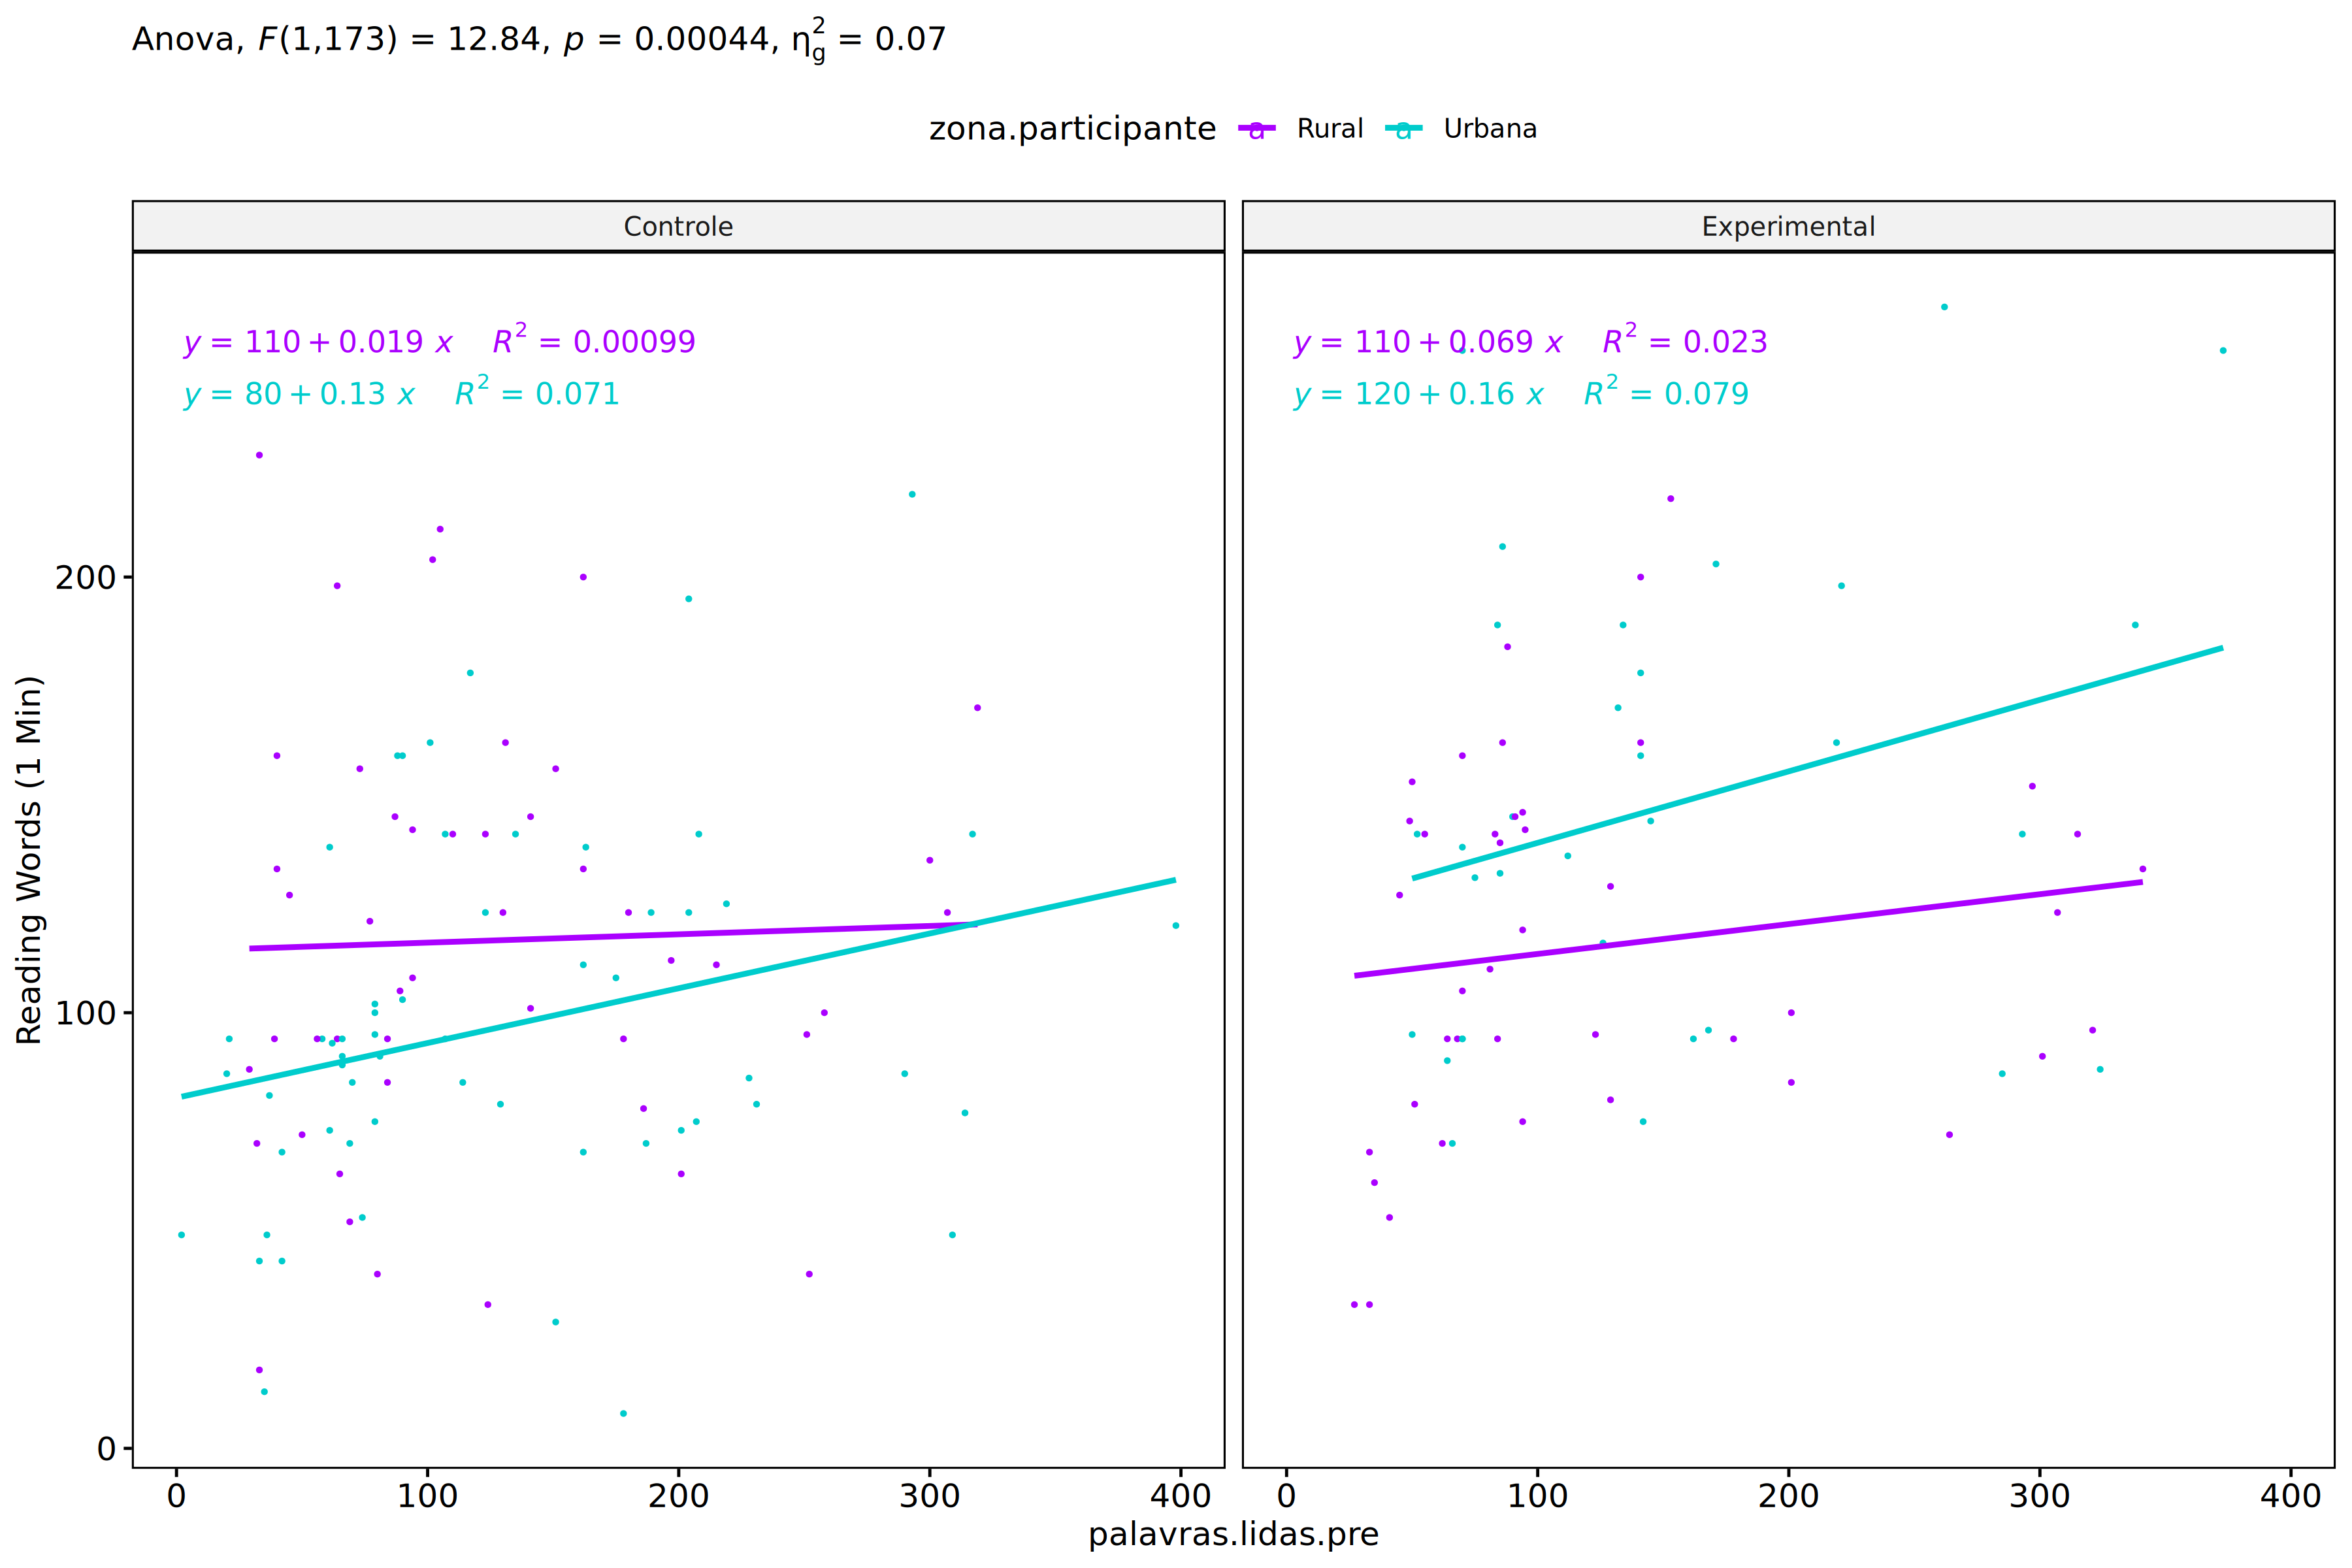 Anova, F(1,173) = 12.84, p = 0.00044, η²g = 0.07
zona.participante a Rural a Urbana
Controle
Experimental
y = 110 + 0.019 x R² = 0.00099
y = 80 + 0.13 x R² = 0.071
y = 110 + 0.069 x R² = 0.023
y = 120 + 0.16 x R² = 0.079
Reading Words (1 Min)
200
100
0
0 100 200 300 400
0 100 200 300 400
palavras.lidas.pre